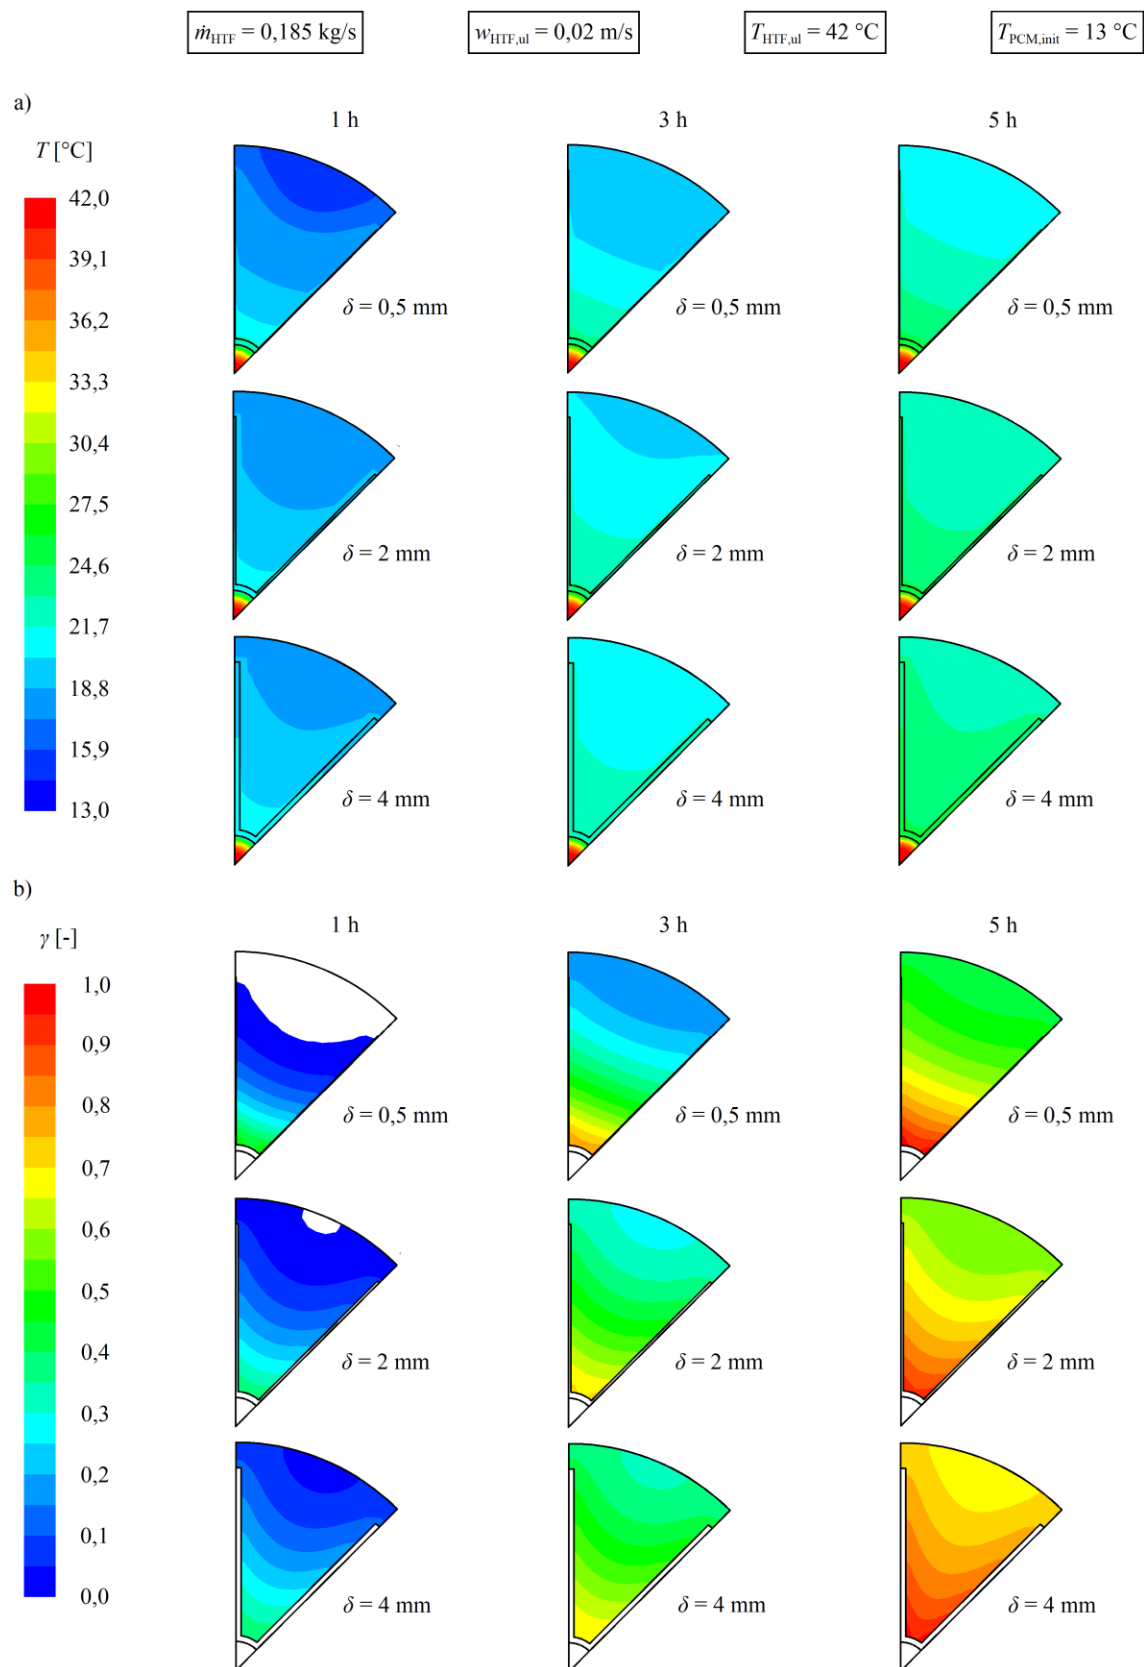 ṁHTF = 0,185 kg/s wHTF,ul = 0,02 m/s THTF,ul = 42 °C TPCM,init = 13 °C
a)
1 h 3 h 5 h
T [°C]
42,0
39,1
36,2
33,3
30,4
27,5
24,6
21,7
18,8
15,9
13,0
δ = 0,5 mm δ = 0,5 mm δ = 0,5 mm
δ = 2 mm δ = 2 mm δ = 2 mm
δ = 4 mm δ = 4 mm δ = 4 mm
b)
1 h 3 h 5 h
γ [-]
1,0
0,9
0,8
0,7
0,6
0,5
0,4
0,3
0,2
0,1
0,0
δ = 0,5 mm δ = 0,5 mm δ = 0,5 mm
δ = 2 mm δ = 2 mm δ = 2 mm
δ = 4 mm δ = 4 mm δ = 4 mm